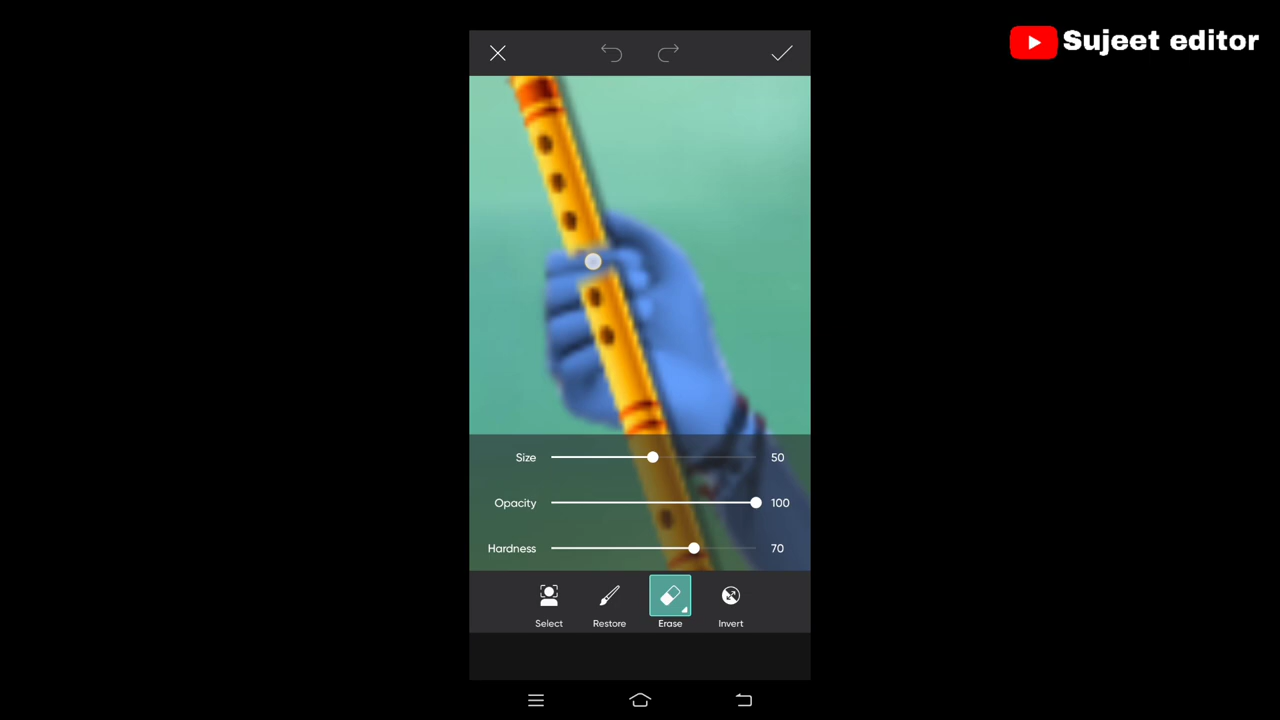 Sujeet editor
Size 50
Opacity 100
Hardness 70
Select Restore Erase Invert